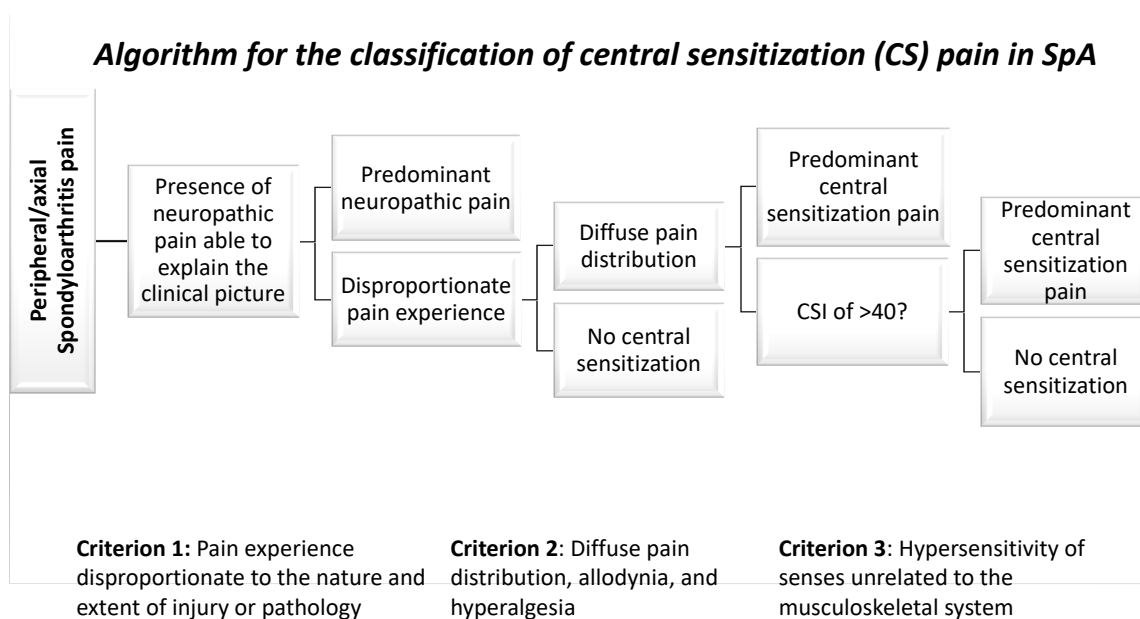 Algorithm for the classification of central sensitization (CS) pain in SpA
Peripheral/axial
Spondyloarthritis pain
Presence of
neuropathic
pain able to
explain the
clinical picture
Predominant
neuropathic pain
Disproportionate
pain experience
Diffuse pain
distribution
No central
sensitization
Predominant
central
sensitization pain
CSI of >40?
Predominant
central
sensitization
pain
No central
sensitization
Criterion 1: Pain experience
disproportionate to the nature and
extent of injury or pathology
Criterion 2: Diffuse pain
distribution, allodynia, and
hyperalgesia
Criterion 3: Hypersensitivity of
senses unrelated to the
musculoskeletal system